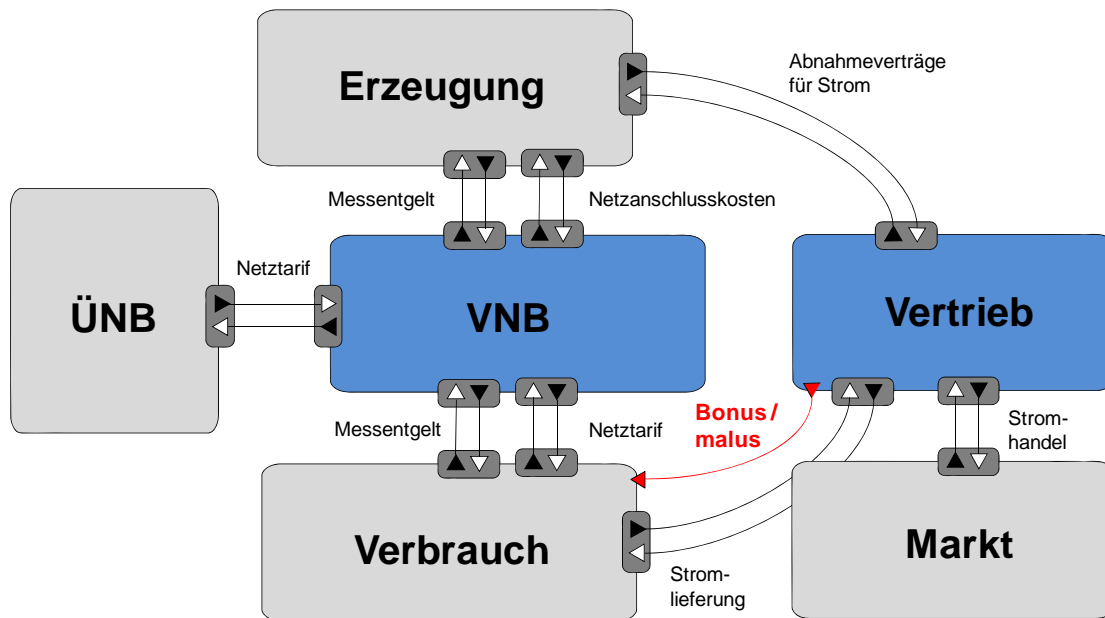 Erzeugung
Abnahmeverträge
für Strom
Messentgelt
Netzanschlusskosten
ÜNB
Netztarif
VNB
Vertrieb
Messentgelt
Netztarif
Bonus /
malus
Strom-
handel
Verbrauch
Strom-
lieferung
Markt